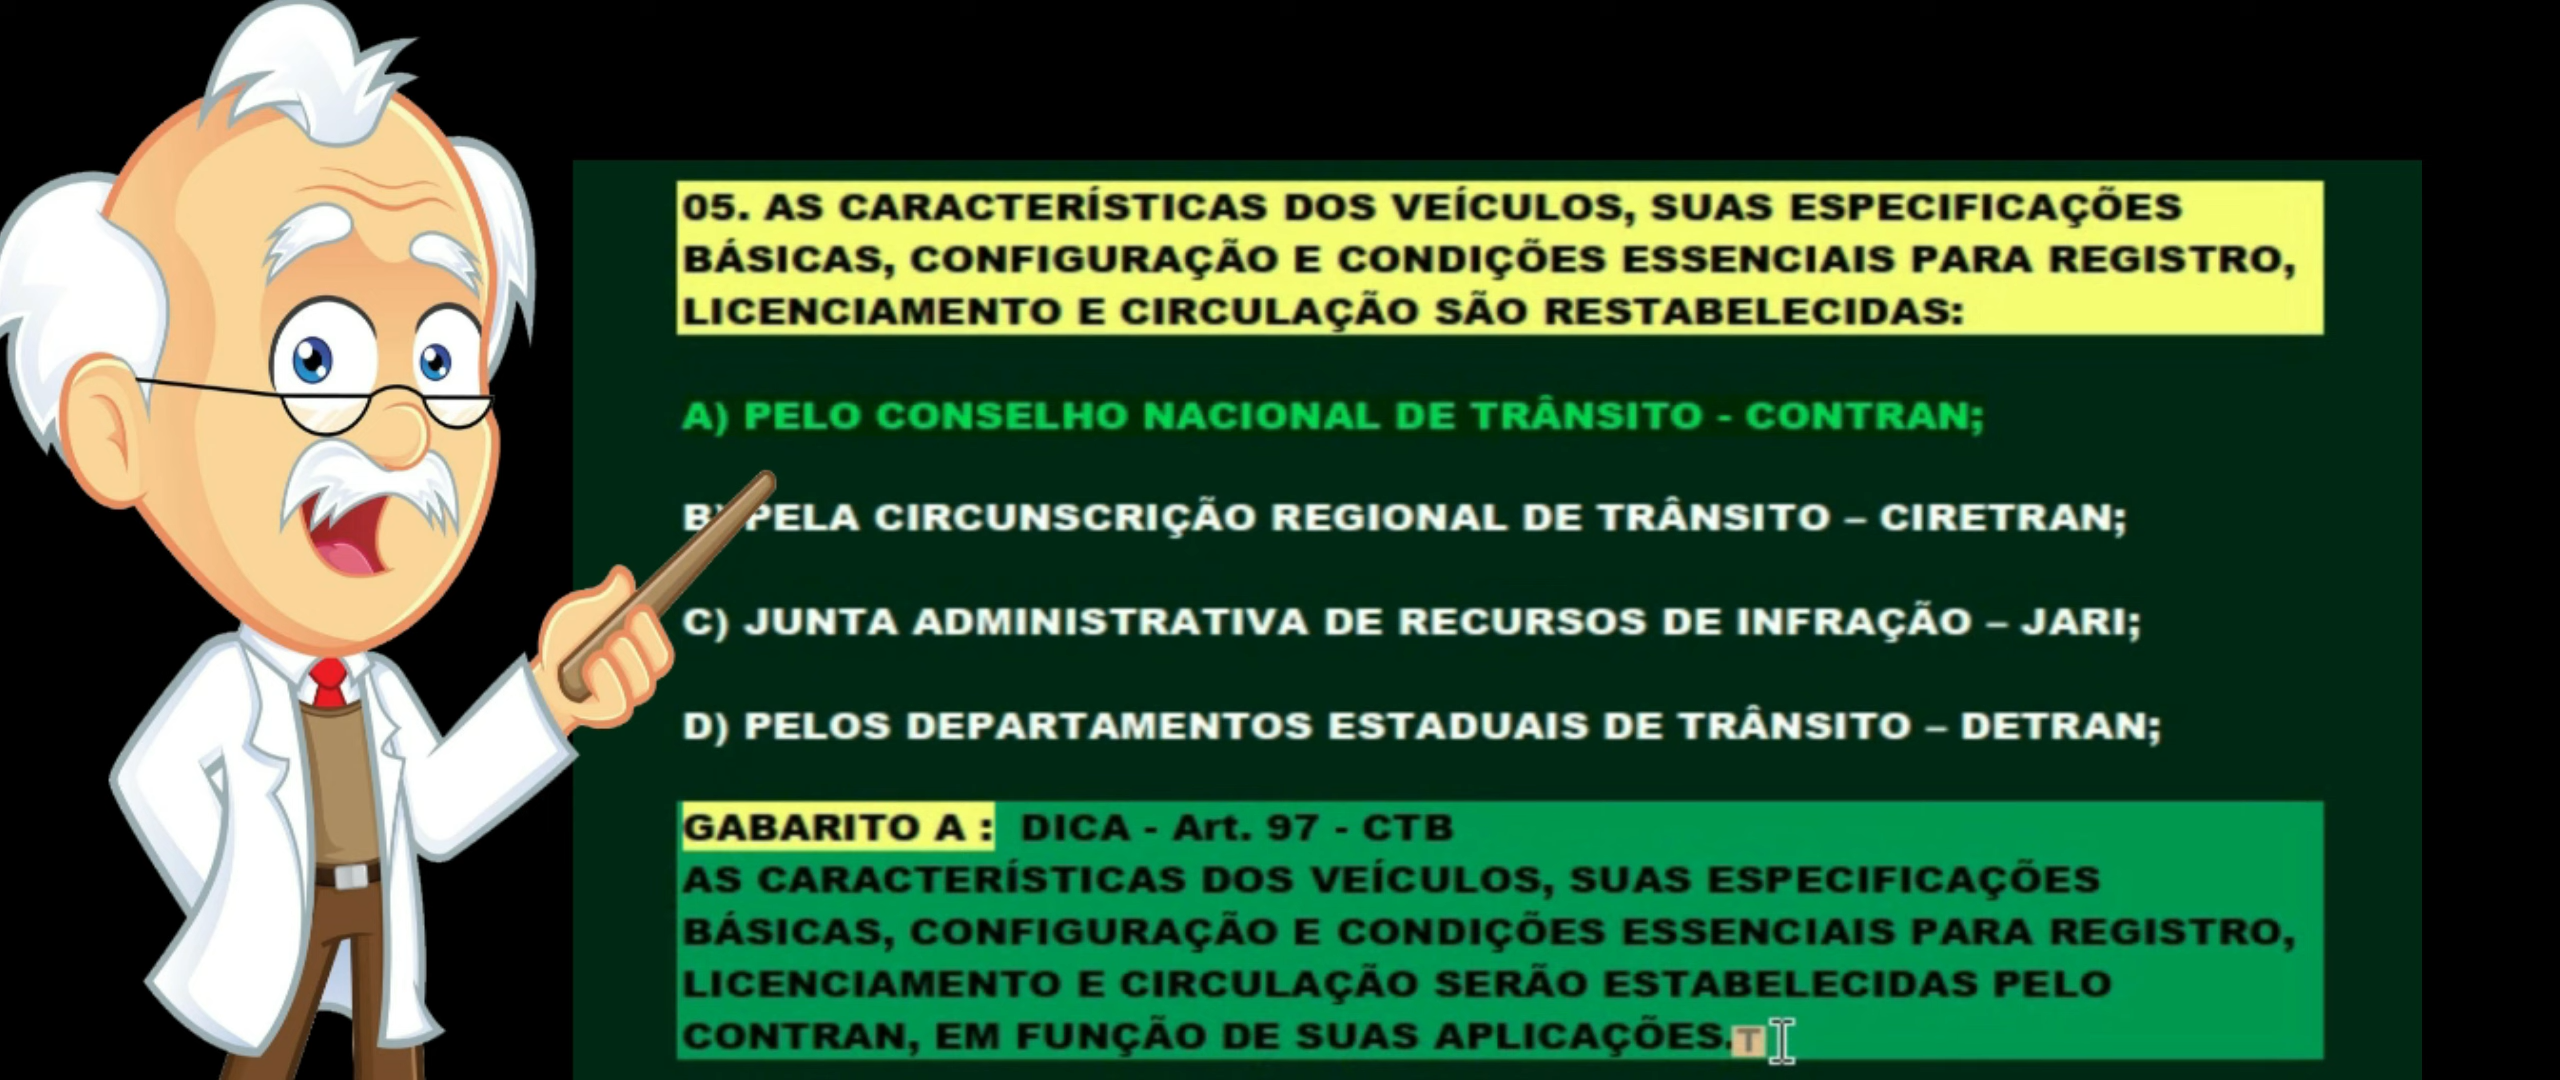 05. AS CARACTERÍSTICAS DOS VEÍCULOS, SUAS ESPECIFICAÇÕES
BÁSICAS, CONFIGURAÇÃO E CONDIÇÕES ESSENCIAIS PARA REGISTRO,
LICENCIAMENTO E CIRCULAÇÃO SÃO RESTABELECIDAS:
A) PELO CONSELHO NACIONAL DE TRÂNSITO - CONTRAN;
B) PELA CIRCUNSCRIÇÃO REGIONAL DE TRÂNSITO – CIRETRAN;
C) JUNTA ADMINISTRATIVA DE RECURSOS DE INFRAÇÃO – JARI;
D) PELOS DEPARTAMENTOS ESTADUAIS DE TRÂNSITO – DETRAN;
GABARITO A : DICA - Art. 97 - CTB
AS CARACTERÍSTICAS DOS VEÍCULOS, SUAS ESPECIFICAÇÕES
BÁSICAS, CONFIGURAÇÃO E CONDIÇÕES ESSENCIAIS PARA REGISTRO,
LICENCIAMENTO E CIRCULAÇÃO SERÃO ESTABELECIDAS PELO
CONTRAN, EM FUNÇÃO DE SUAS APLICAÇÕES. T